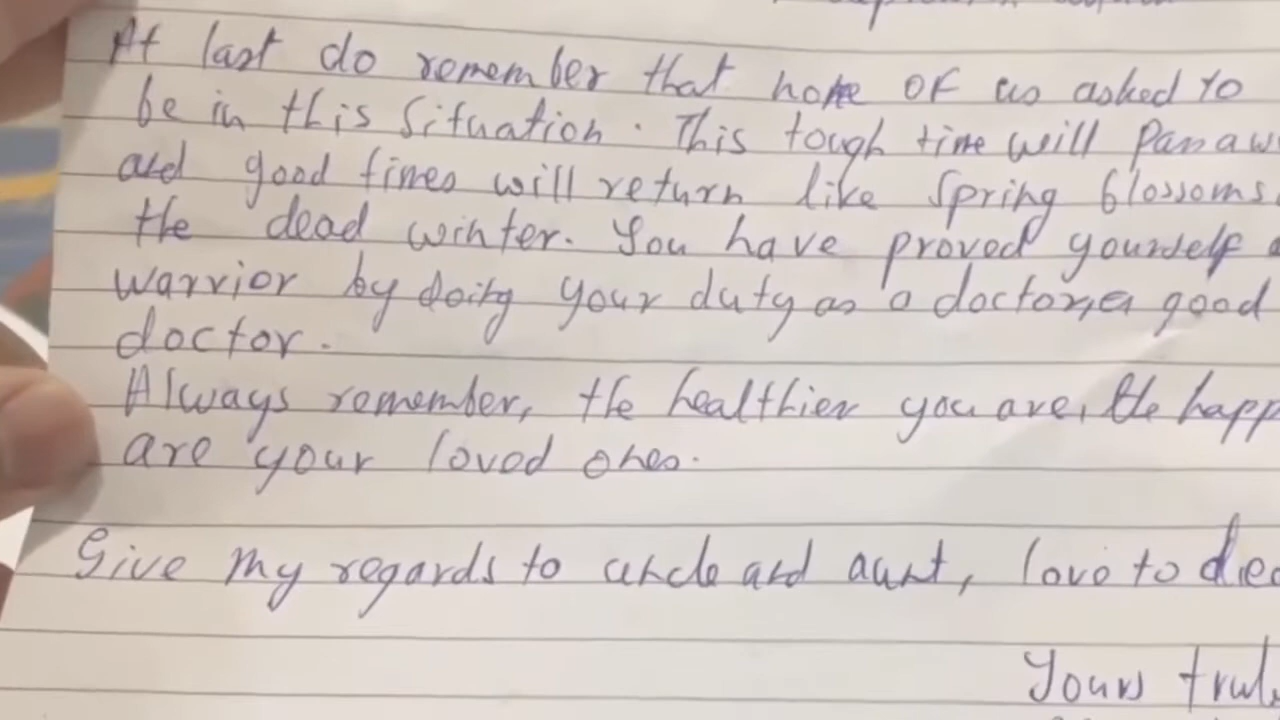 At last do remember that none of us asked to
be in this situation. This tough time will Pass aw
and good times will return like Spring blossoms
the dead winter. You have proved yourself a
warrior by doing your duty as a doctor, a good
doctor.
Always remember, the healthier you are, the happ
are your loved ones.
Give my regards to uncle and aunt, love to
Yours trul